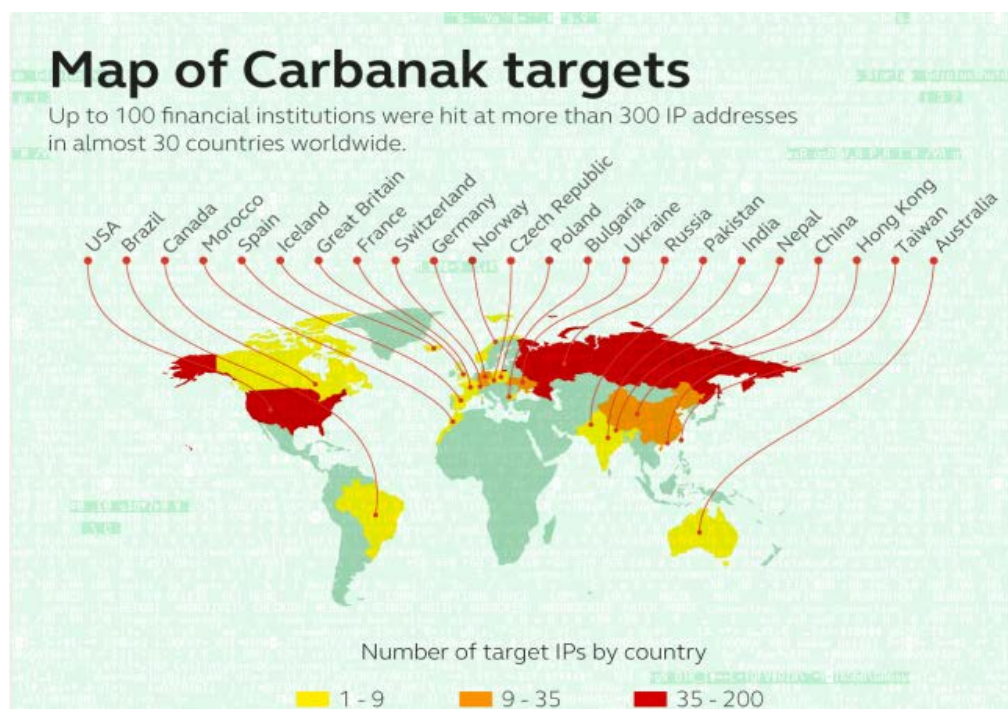 Map of Carbanak targets
Up to 100 financial institutions were hit at more than 300 IP addresses
in almost 30 countries worldwide.
USA
Brazil
Canada
Morocco
Spain
Iceland
Great Britain
France
Switzerland
Germany
Norway
Czech Republic
Poland
Bulgaria
Ukraine
Russia
Pakistan
India
Nepal
China
Hong Kong
Taiwan
Australia
Number of target IPs by country
1 - 9
9 - 35
35 - 200